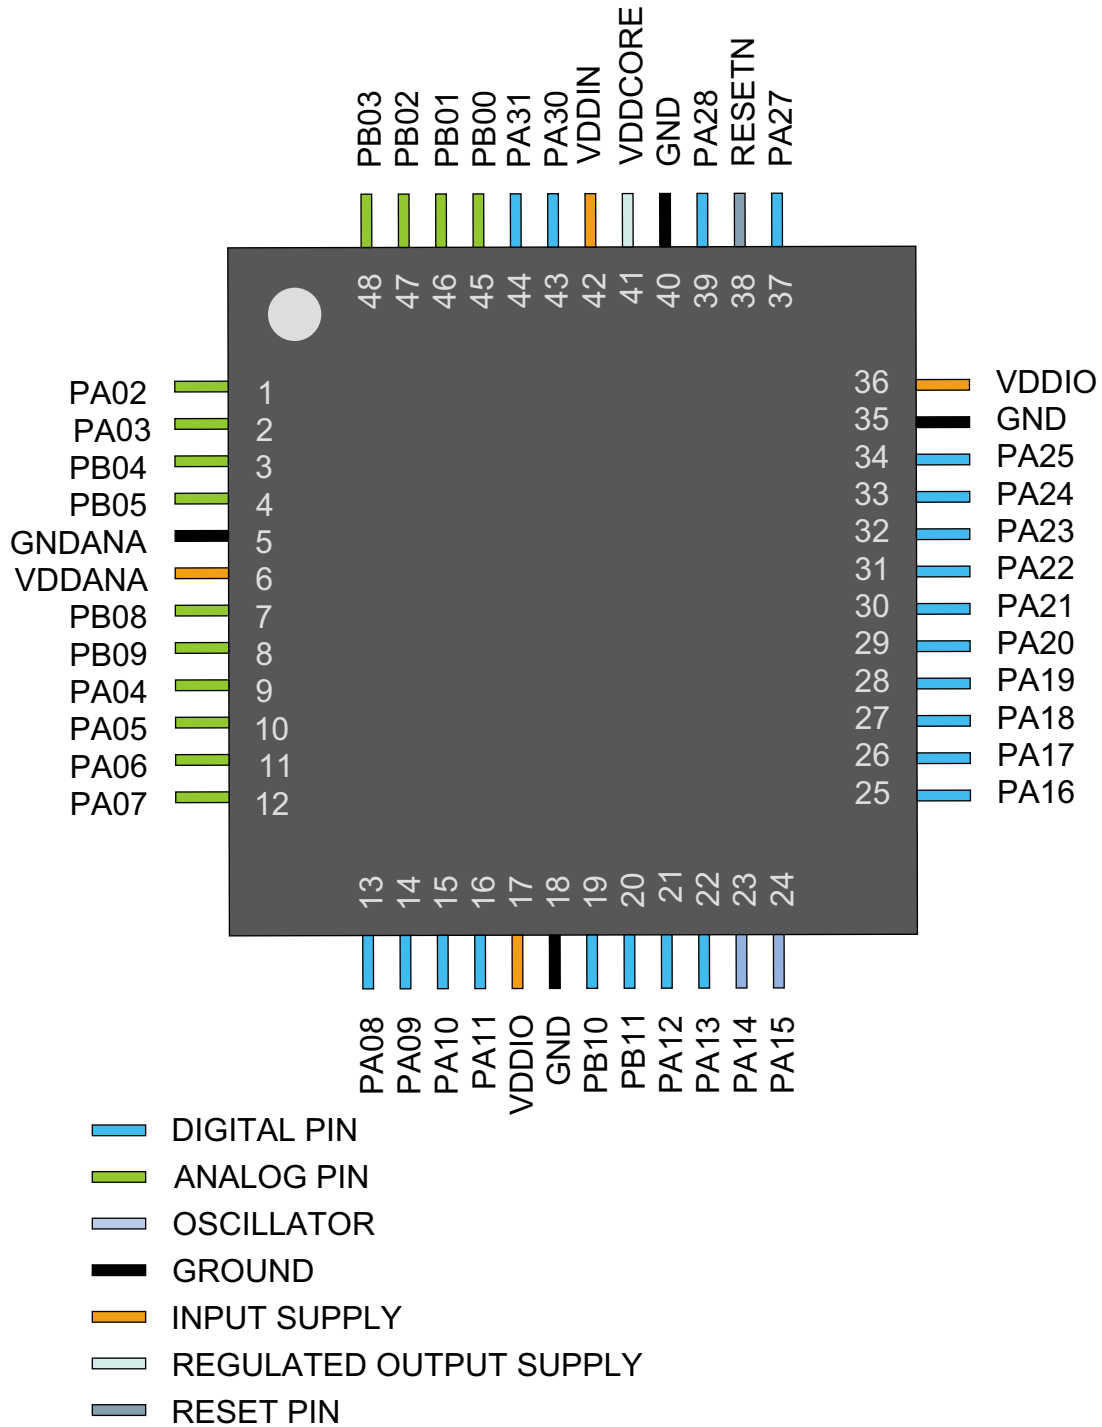 PB03
PB02
PB01
PB00
PA31
PA30
VDDIN
VDDCORE
GND
PA28
RESETN
PA27
48
47
46
45
44
43
42
41
40
39
38
37
PA02 1
PA03 2
PB04 3
PB05 4
GNDANA 5
VDDANA 6
PB08 7
PB09 8
PA04 9
PA05 10
PA06 11
PA07 12
36 VDDIO
35 GND
34 PA25
33 PA24
32 PA23
31 PA22
30 PA21
29 PA20
28 PA19
27 PA18
26 PA17
25 PA16
13
14
15
16
17
18
19
20
21
22
23
24
PA08
PA09
PA10
PA11
VDDIO
GND
PB10
PB11
PA12
PA13
PA14
PA15
DIGITAL PIN
ANALOG PIN
OSCILLATOR
GROUND
INPUT SUPPLY
REGULATED OUTPUT SUPPLY
RESET PIN